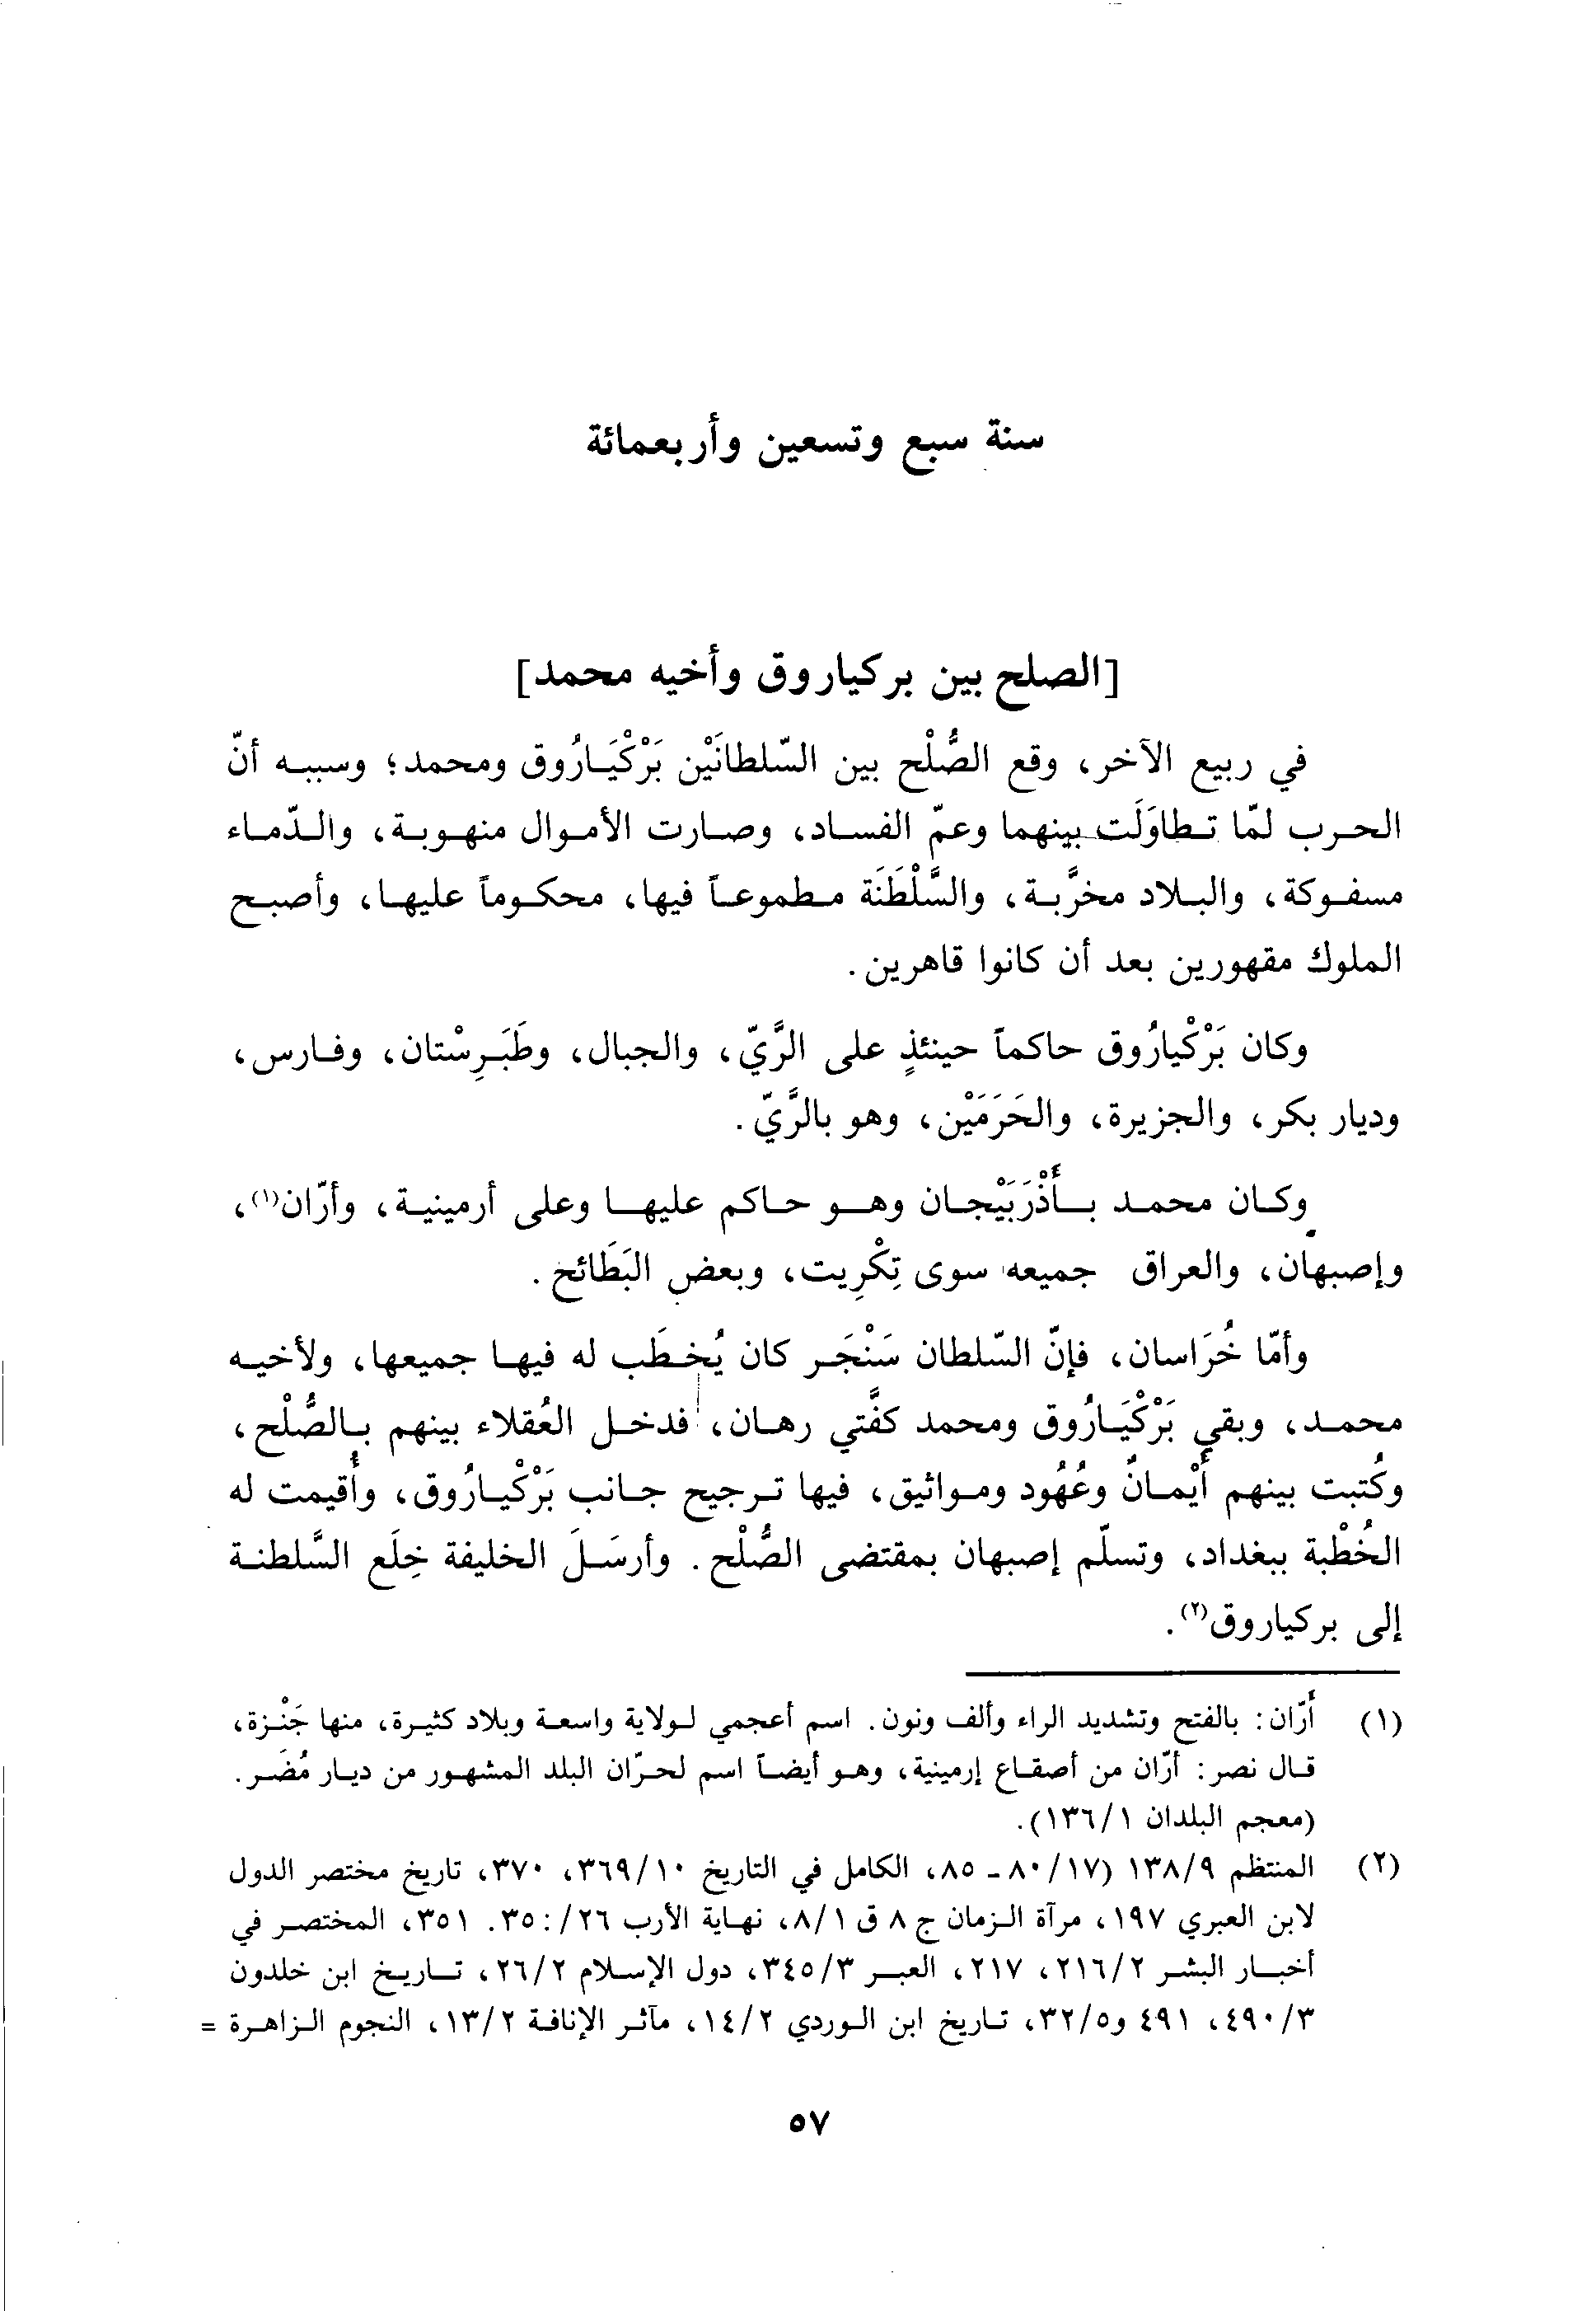 سنة سبع وتسعين وأربعمائة
[الصلح بين بركياروق وأخيه محمد]
في ربيع الآخر، وقع الصُّلْح بين السّلطانَيْن بَرْكْيَارُوق ومحمد؛ وسببه أنّ
الحرب لمّا تطاوَلَت بينهما وعمّ الفساد، وصارت الأموال منهوبة، والدّماء
مسفوكة، والبلاد مخرَّبة، والسَّلْطَنَة مطموعاً فيها، محكوماً عليها، وأصبح
الملوك مقهورين بعد أن كانوا قاهرين.
وكان بَرْكْيارُوق حاكماً حينئذٍ على الرَّيّ، والجبال، وطَبَرِسْتان، وفارس،
وديار بكر، والجزيرة، والحَرَمَيْن، وهو بالرَّيّ.
وكان محمد بأَذْرَبَيْجان وهو حاكم عليها وعلى أرمينية، وأرّان(١)،
وإصبهان، والعراق جميعه سوى تِكْرِيت، وبعض البَطَائح.
وأمّا خُرَاسان، فإنّ السّلطان سَنْجَر كان يُخطَب له فيها جميعها، ولأخيه
محمد، وبقي بَرْكْيَارُوق ومحمد كفَّتي رهان، فدخل العُقلاء بينهم بالصُّلْح،
وكُتبت بينهم أَيْمانٌ وعُهُود ومواثيق، فيها ترجيح جانب بَرْكْيارُوق، وأُقيمت له
الخُطْبة ببغداد، وتسلّم إصبهان بمقتضى الصُّلْح. وأرسَلَ الخليفة خِلَع السَّلطنة
إلى بركياروق(٢).
(١) أَرّان: بالفتح وتشديد الراء وألف ونون. اسم أعجمي لولاية واسعة وبلاد كثيرة، منها جَنْزة،
قال نصر: أرّان من أصقاع إرمينية، وهو أيضاً اسم لحرّان البلد المشهور من ديار مُضَر.
(معجم البلدان ١/١٣٦).
(٢) المنتظم ٩/١٣٨ (١٧/٨٠ - ٨٥، الكامل في التاريخ ١٠/٣٦٩، ٣٧٠، تاريخ مختصر الدول
لابن العبري ١٩٧، مرآة الزمان ج ٨ ق ١/٨، نهاية الأرب ٢٦/:٣٥. ٣٥١، المختصر في
أخبار البشر ٢/٢١٦، ٢١٧، العبر ٣/٣٤٥، دول الإسلام ٢/٢٦، تاريخ ابن خلدون
٣/٤٩٠، ٤٩١ و٥/٣٢، تاريخ ابن الوردي ٢/١٤، مآثر الإنافة ٢/١٣، النجوم الزاهرة =
٥٧